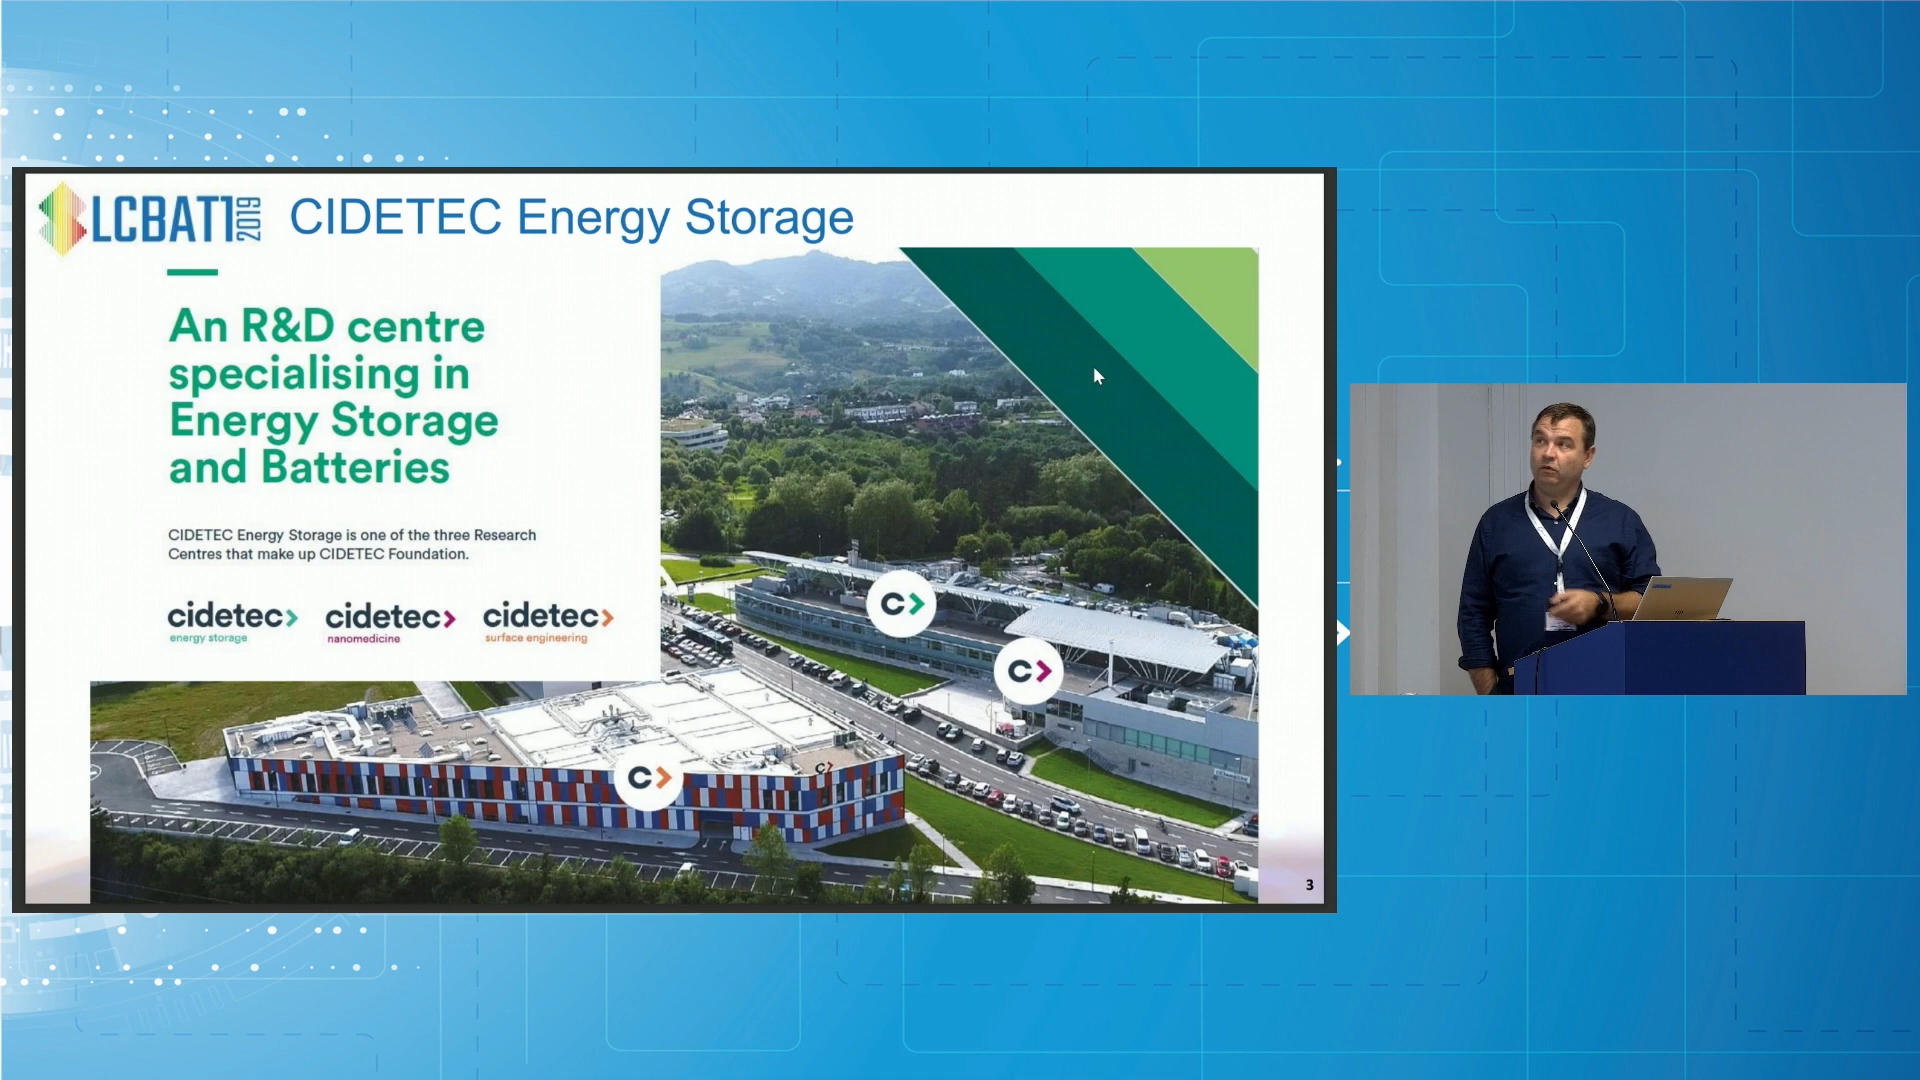 LCBAT1 2019
CIDETEC Energy Storage
An R&D centre
specialising in
Energy Storage
and Batteries
CIDETEC Energy Storage is one of the three Research
Centres that make up CIDETEC Foundation.
cidetec> cidetec> cidetec>
energy storage nanomedicine surface engineering
c>
c>
c>
c>
3